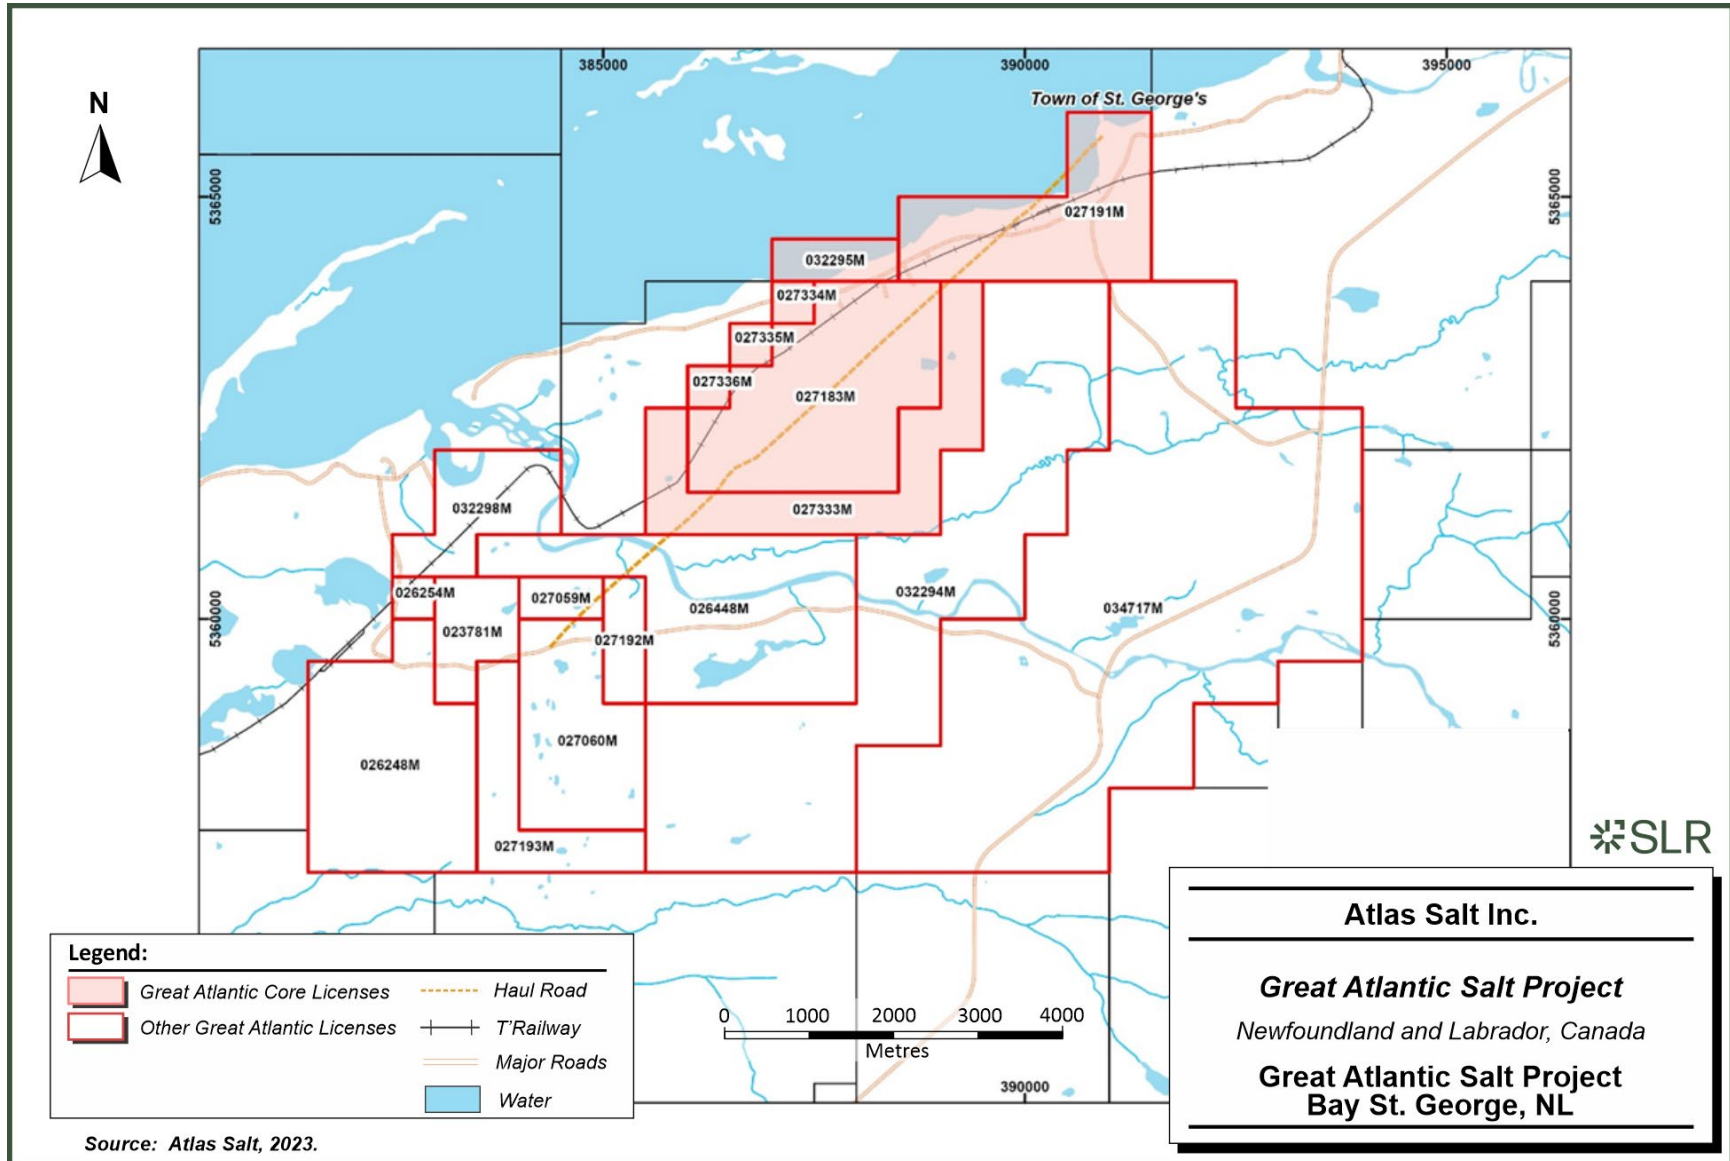 385000
390000
395000
N
Town of St. George's
5365000
5365000
027191M
032295M
027334M
027335M
027336M
027183M
032298M
027333M
026254M
027059M
026448M
032294M
034717M
5360000
5360000
023781M
027192M
027060M
026248M
027193M
SLR
Legend:
Great Atlantic Core Licenses
Haul Road
Other Great Atlantic Licenses
T'Railway
Major Roads
Water
0 1000 2000 3000 4000
Metres
390000
Atlas Salt Inc.
Great Atlantic Salt Project
Newfoundland and Labrador, Canada
Great Atlantic Salt Project
Bay St. George, NL
Source: Atlas Salt, 2023.